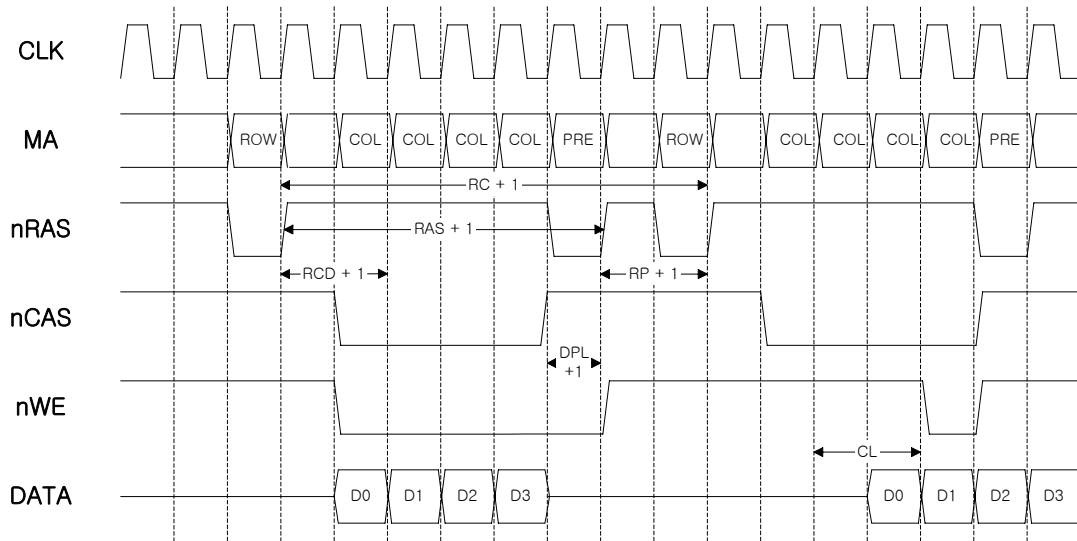 CLK
MA
ROW COL COL COL COL PRE ROW COL COL COL COL PRE
RC + 1
nRAS
RAS + 1
RCD + 1
RP + 1
nCAS
DPL
+1
nWE
CL
DATA
D0 D1 D2 D3 D0 D1 D2 D3